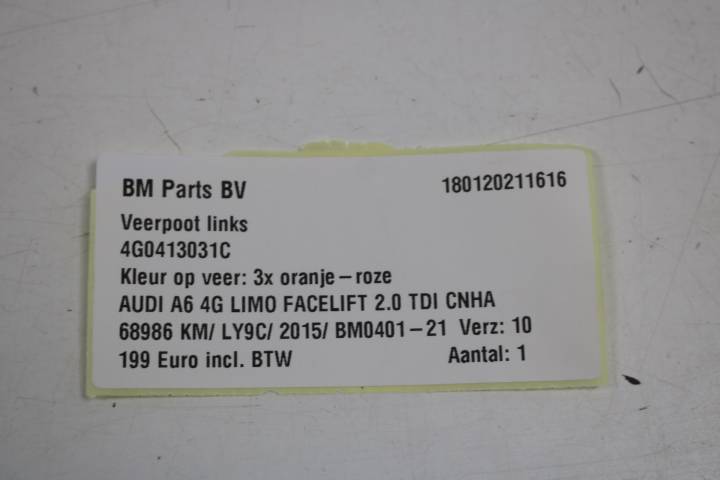 BM Parts BV 180120211616
Veerpoot links
4G0413031C
Kleur op veer: 3x oranje-roze
AUDI A6 4G LIMO FACELIFT 2.0 TDI CNHA
68986 KM/ LY9C/ 2015/ BM0401-21 Verz: 10
199 Euro incl. BTW Aantal: 1